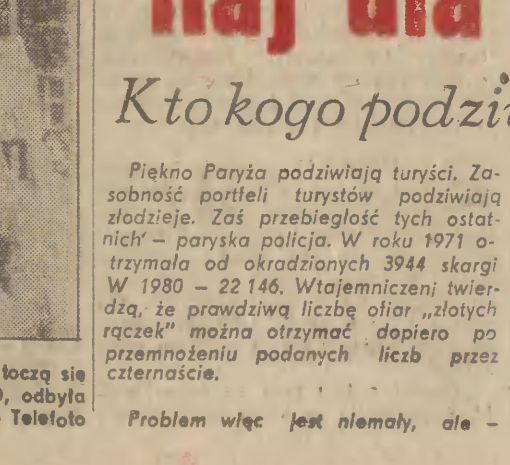 naj dla
Kto kogo
Piękno Paryża podziwiają turyści. Za-
sobność portfeli turystów podziwiają
złodzieje. Zaś przebiegłość tych ostat-
nich – paryska policja. W roku 1971 o-
trzymała od okradzionych 3944 skargi
W 1980 – 22 146. Wtajemniczeni twier-
dzą, że prawdziwą liczbę ofiar „złotych
rączek” można otrzymać dopiero po
przemnożeniu podanych liczb przez
czternaście.
Problem więc jest niemały, ale –
toczą się
odbyła
Telefoto